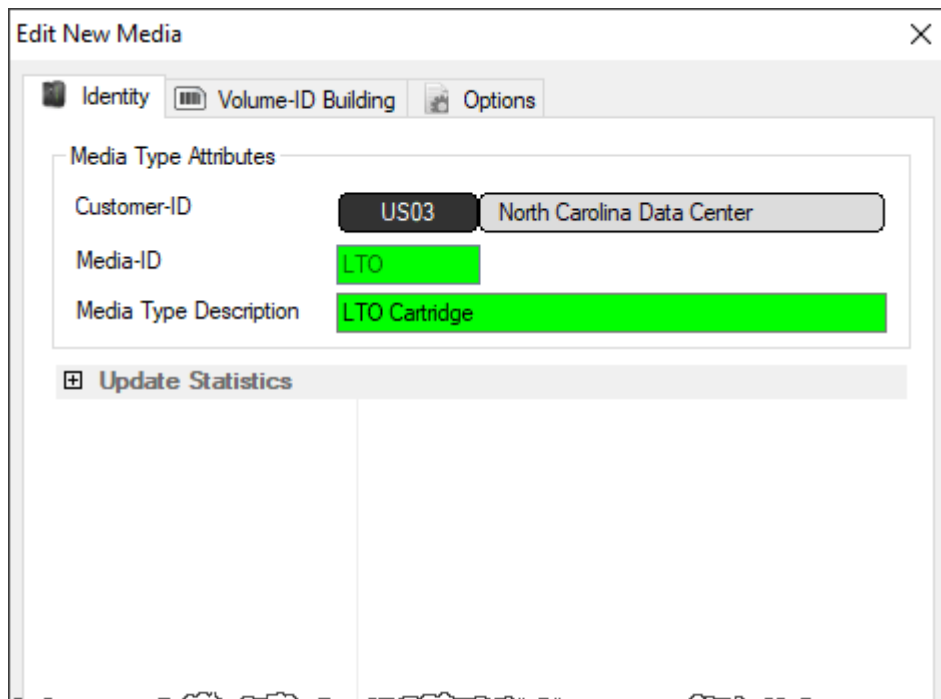 Edit New Media
Identity Volume-ID Building Options
Media Type Attributes
Customer-ID US03 North Carolina Data Center
Media-ID LTO
Media Type Description LTO Cartridge
Update Statistics